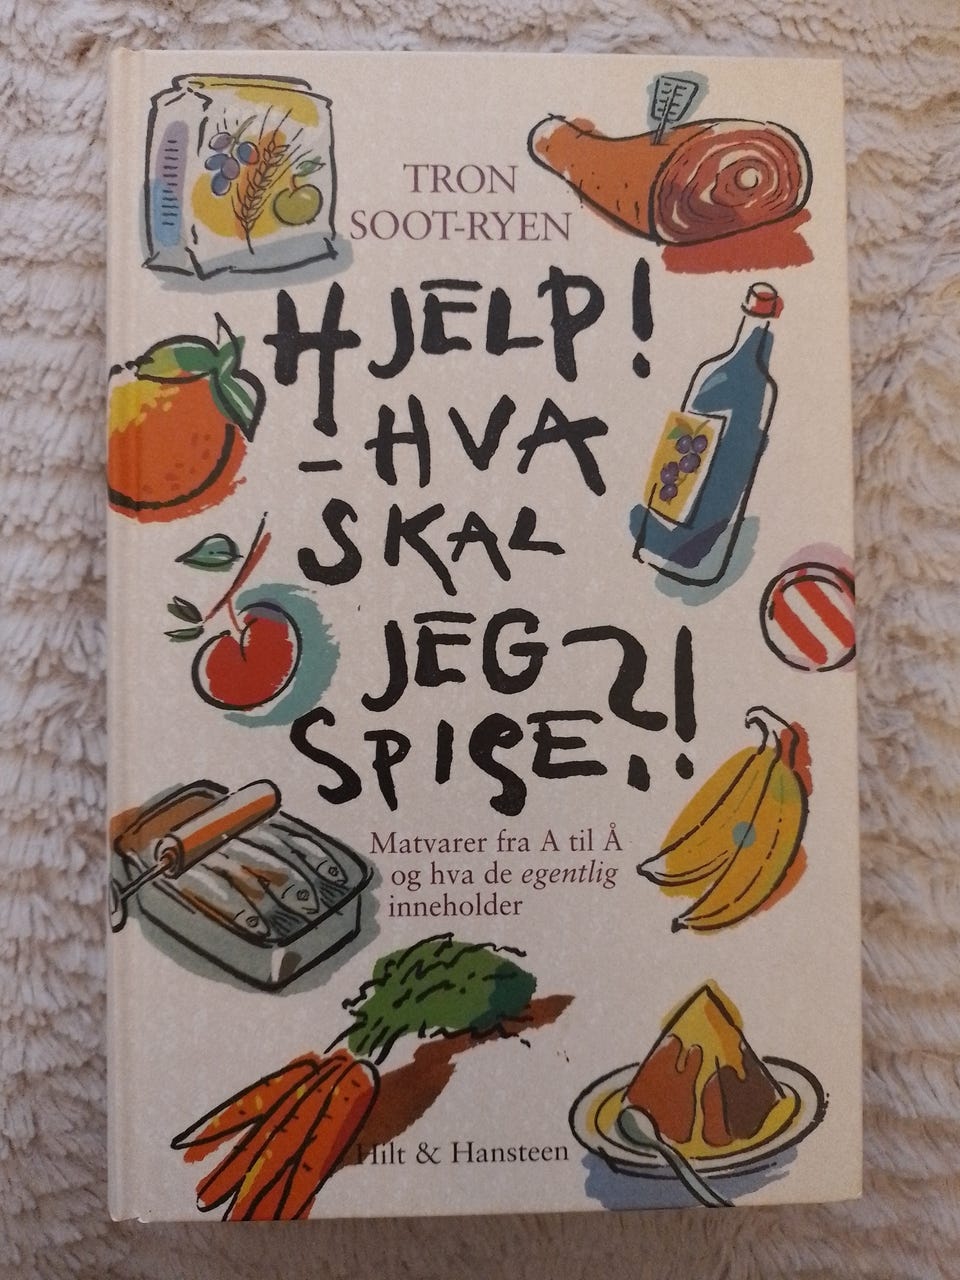 TRON
SOOT-RYEN
HJELP!
-HVA
SKAL
JEG?!
SPISE
Matvarer fra A til Å
og hva de egentlig
inneholder
Hilt & Hansteen